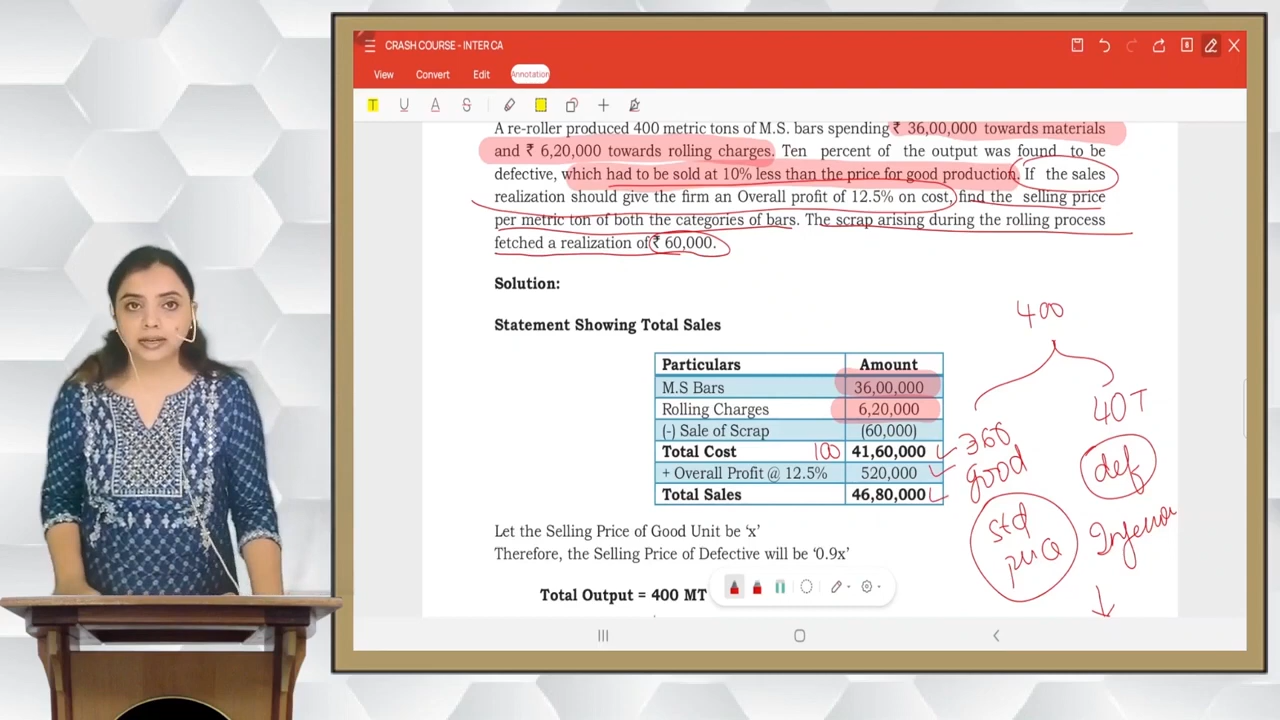 CRASH COURSE - INTER CA
View Convert Edit Annotation
A re-roller produced 400 metric tons of M.S. bars spending ₹ 36,00,000 towards materials
and ₹ 6,20,000 towards rolling charges. Ten percent of the output was found to be
defective, which had to be sold at 10% less than the price for good production. If the sales
realization should give the firm an Overall profit of 12.5% on cost, find the selling price
per metric ton of both the categories of bars. The scrap arising during the rolling process
fetched a realization of ₹ 60,000.
Solution:
Statement Showing Total Sales
Particulars Amount
M.S Bars 36,00,000
Rolling Charges 6,20,000
(-) Sale of Scrap (60,000)
Total Cost 100 41,60,000
+ Overall Profit @ 12.5% 520,000
Total Sales 46,80,000
400
360
good
std
price
40T
def
Inferior
Let the Selling Price of Good Unit be ‘x’
Therefore, the Selling Price of Defective will be ‘0.9x’
Total Output = 400 MT